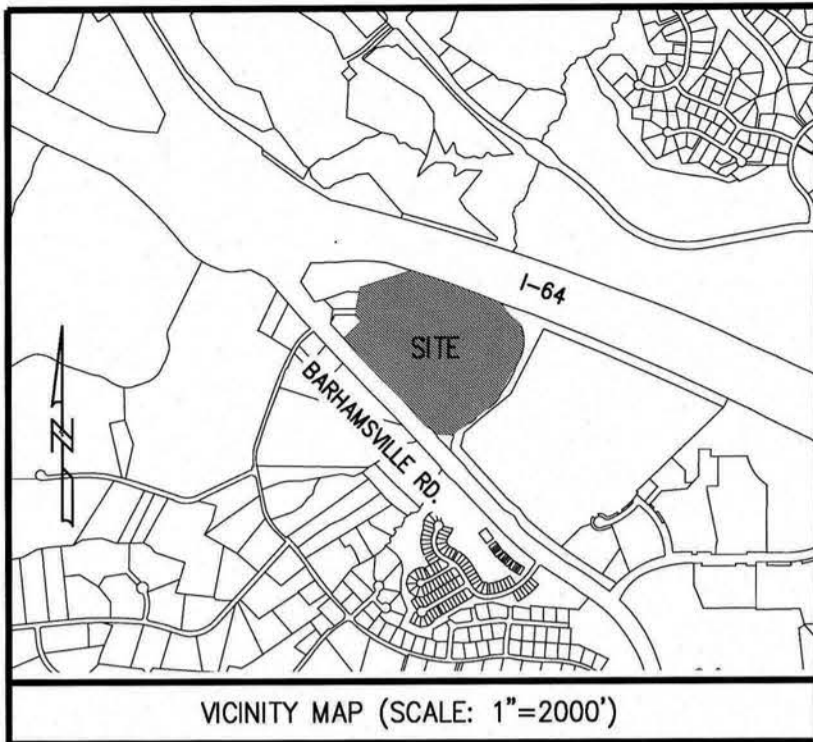 I-64
SITE
BARHAMSVILLE RD.
N
VICINITY MAP (SCALE: 1"=2000')